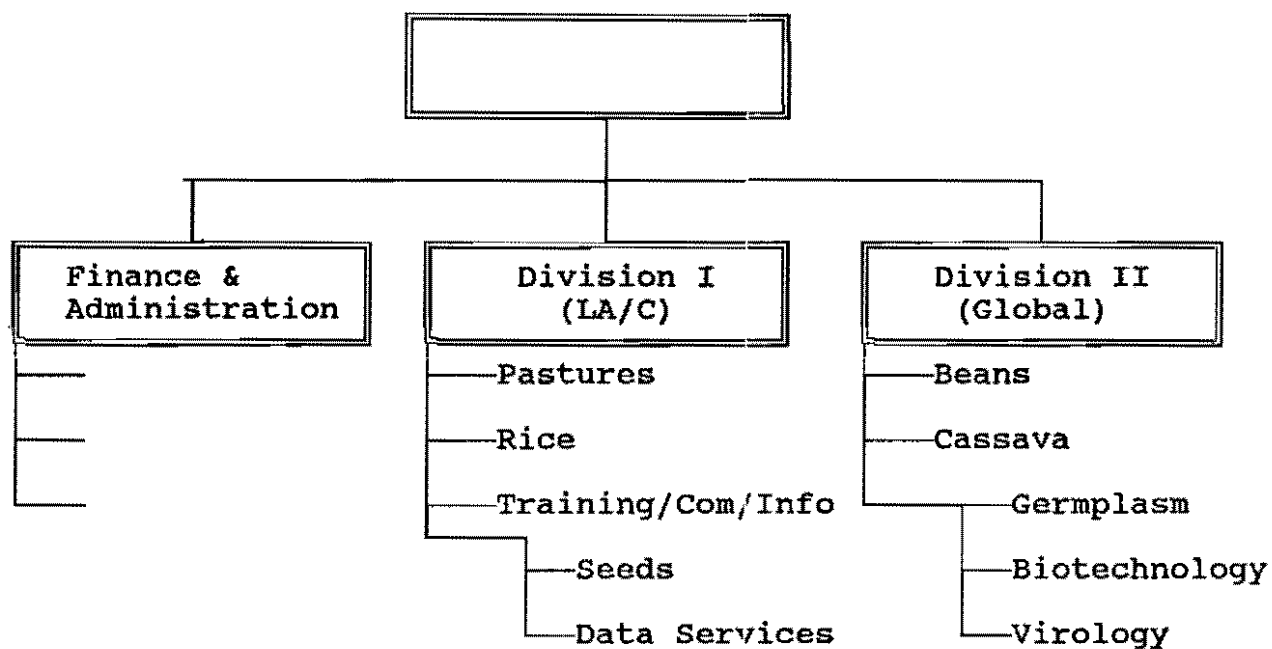 Finance &
Administration
Division I
(LA/C)
Division II
(Global)
Pastures
Rice
Training/Com/Info
Seeds
Data Services
Beans
Cassava
Germplasm
Biotechnology
Virology